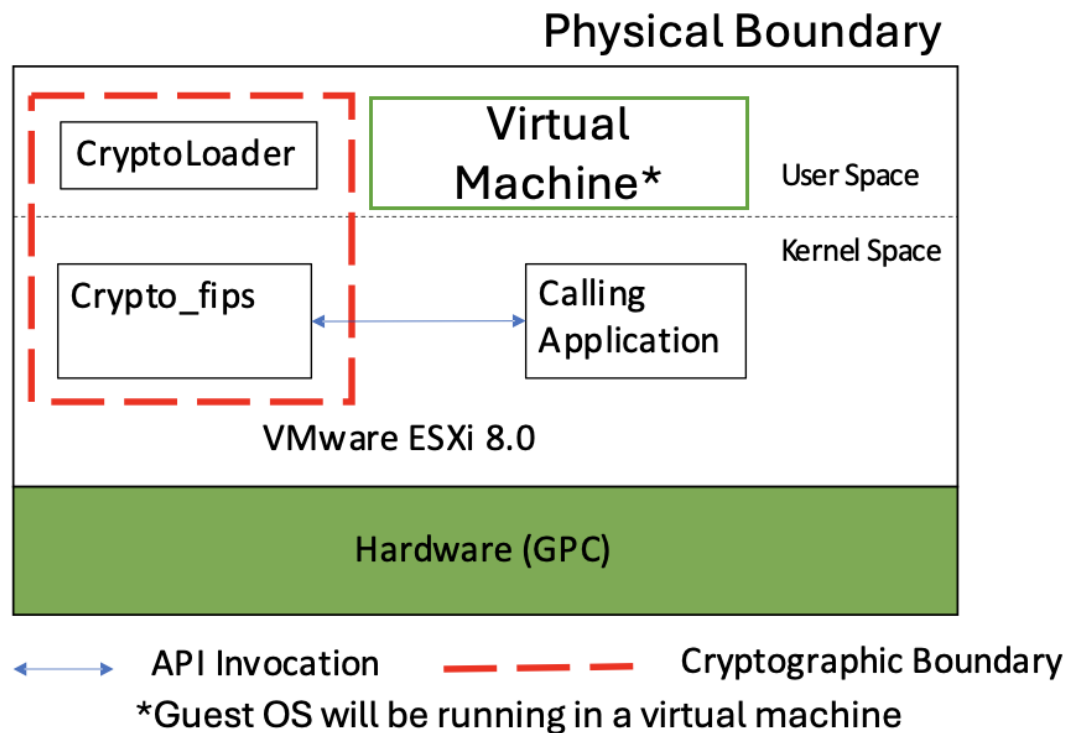 Physical Boundary
CryptoLoader
Virtual
Machine*
User Space
Kernel Space
Crypto_fips
Calling
Application
VMware ESXi 8.0
Hardware (GPC)
API Invocation
Cryptographic Boundary
*Guest OS will be running in a virtual machine